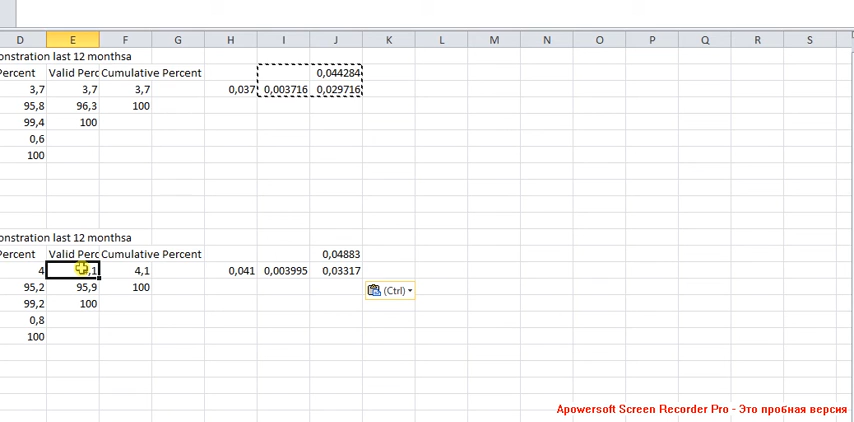 D E F G H I J K L M N O P Q R S
onstration last 12 monthsa
Percent Valid Perc Cumulative Percent 0,044284
3,7 3,7 3,7 0,037 0,003716 0,029716
95,8 96,3 100
99,4 100
0,6
100
onstration last 12 monthsa
Percent Valid Perc Cumulative Percent 0,04883
4 ,1 4,1 0,041 0,003995 0,03317
95,2 95,9 100 (Ctrl)
99,2 100
0,8
100
Apowersoft Screen Recorder Pro - Это пробная версия